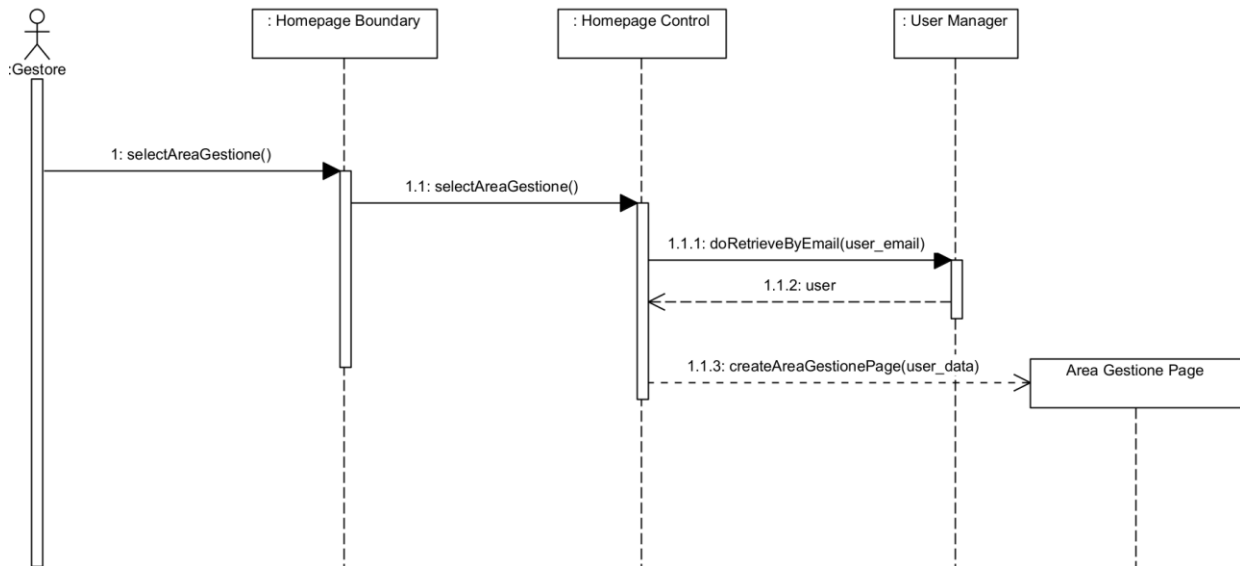 : Homepage Boundary
: Homepage Control
: User Manager
:Gestore
1: selectAreaGestione()
1.1: selectAreaGestione()
1.1.1: doRetrieveByEmail(user_email)
1.1.2: user
1.1.3: createAreaGestionePage(user_data)
Area Gestione Page